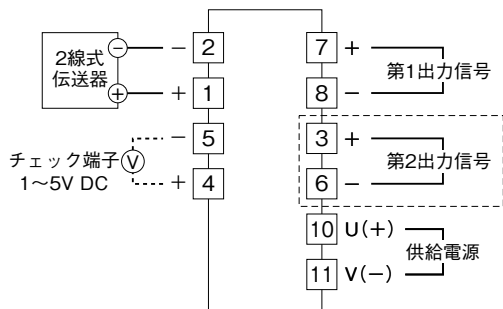 2線式
伝送器
− − 2
+ + 1
− 5
+ 4
チェック端子 V
1～5V DC
7 +
8 −
第1出力信号
3 +
6 −
第2出力信号
10 U(+)
11 V(−)
供給電源